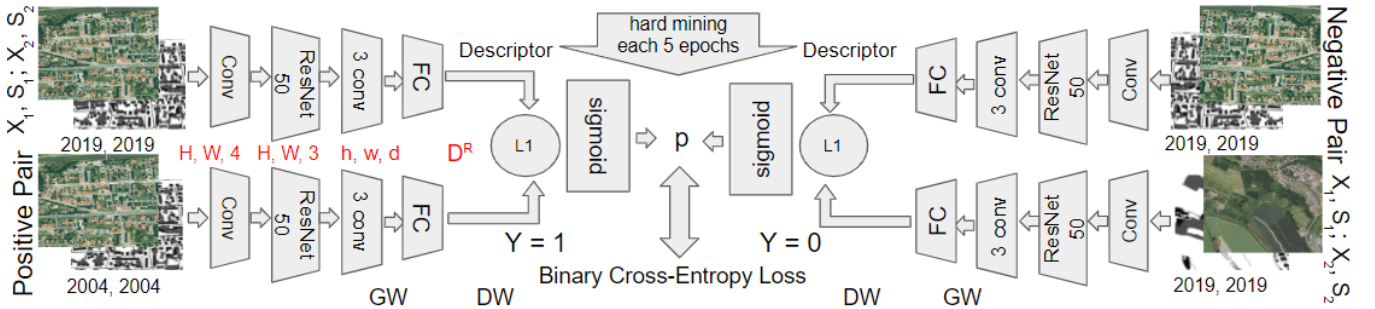 Positive Pair X₁, S₁; X₂, S₂
2019, 2019
Conv
ResNet 50
3 conv
FC
Descriptor
H, W, 4
H, W, 3
h, w, d
Dᴿ
2004, 2004
Conv
ResNet 50
3 conv
FC
GW
DW
L1
sigmoid
Y = 1
hard mining
each 5 epochs
p
Binary Cross-Entropy Loss
Descriptor
sigmoid
L1
Y = 0
FC
3 conv
ResNet 50
Conv
2019, 2019
FC
3 conv
ResNet 50
Conv
2019, 2019
DW
GW
Negative Pair X₁, S₁; X₂, S₂